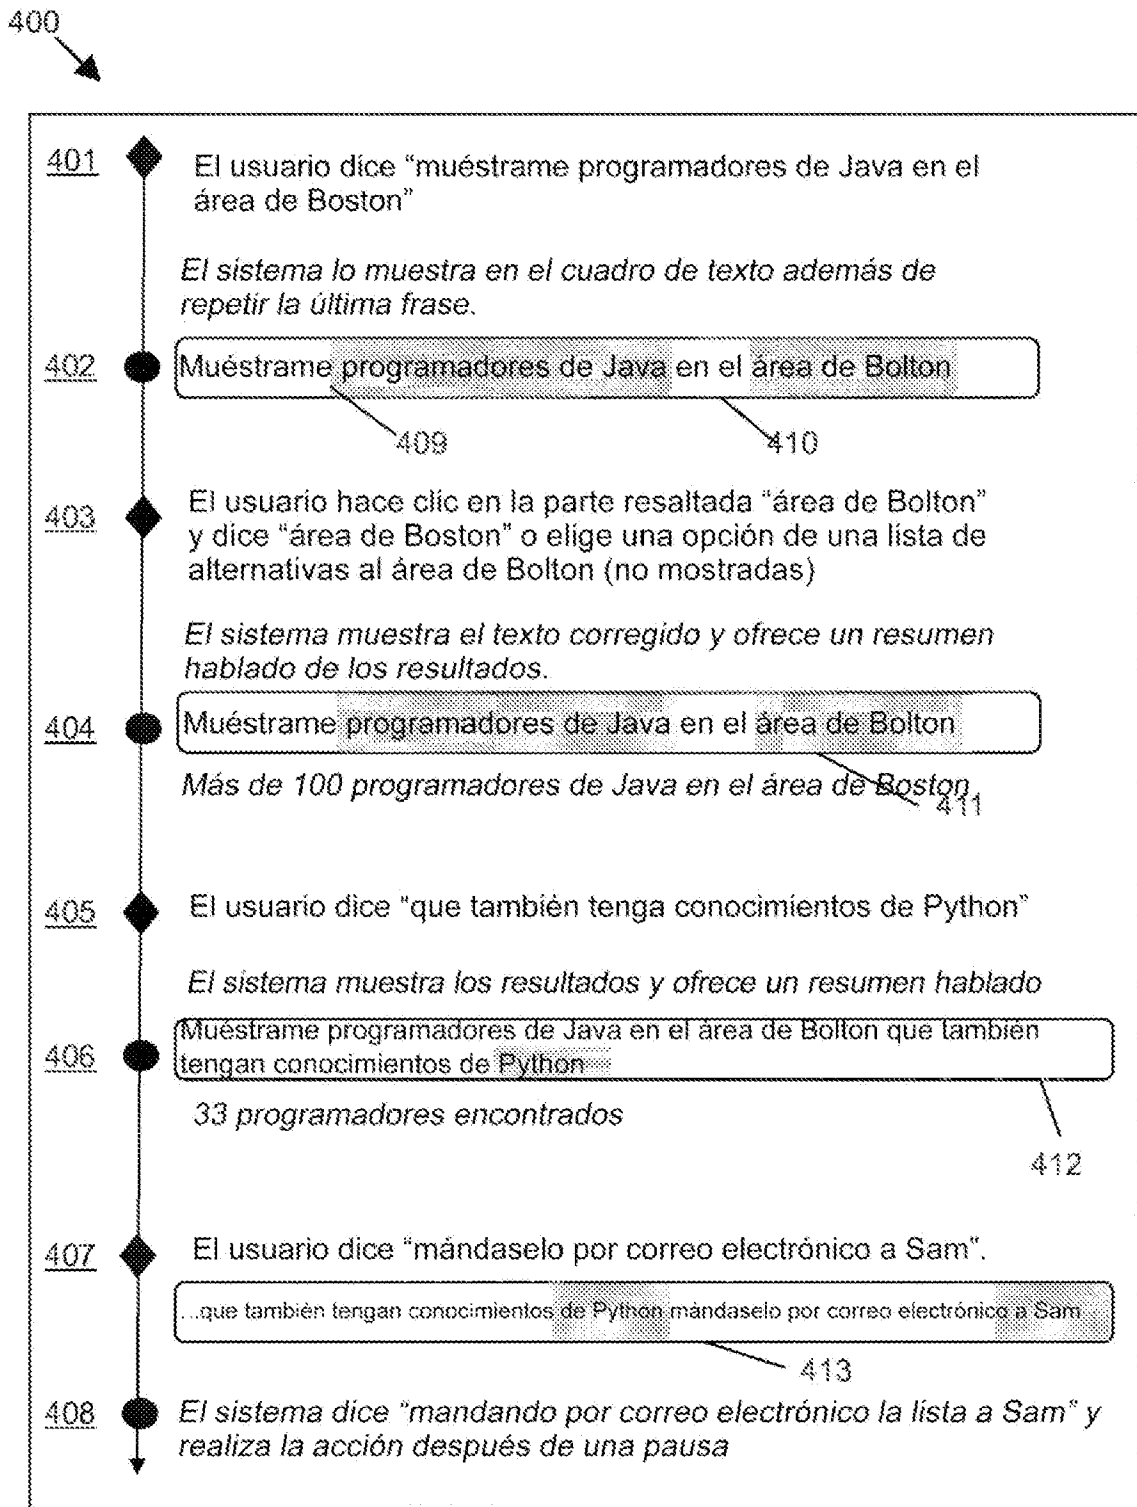 400
401
El usuario dice “muéstrame programadores de Java en el
área de Boston”
El sistema lo muestra en el cuadro de texto además de
repetir la última frase.
402
Muéstrame programadores de Java en el área de Bolton
409
410
403
El usuario hace clic en la parte resaltada “área de Bolton”
y dice “área de Boston” o elige una opción de una lista de
alternativas al área de Bolton (no mostradas)
El sistema muestra el texto corregido y ofrece un resumen
hablado de los resultados.
404
Muéstrame programadores de Java en el área de Bolton
Más de 100 programadores de Java en el área de Boston.
411
405
El usuario dice “que también tenga conocimientos de Python”
El sistema muestra los resultados y ofrece un resumen hablado
406
Muéstrame programadores de Java en el área de Bolton que también
tengan conocimientos de Python
33 programadores encontrados
412
407
El usuario dice “mándaselo por correo electrónico a Sam”.
...que también tengan conocimientos de Python mándaselo por correo electrónico a Sam...
413
408
El sistema dice “mandando por correo electrónico la lista a Sam” y
realiza la acción después de una pausa